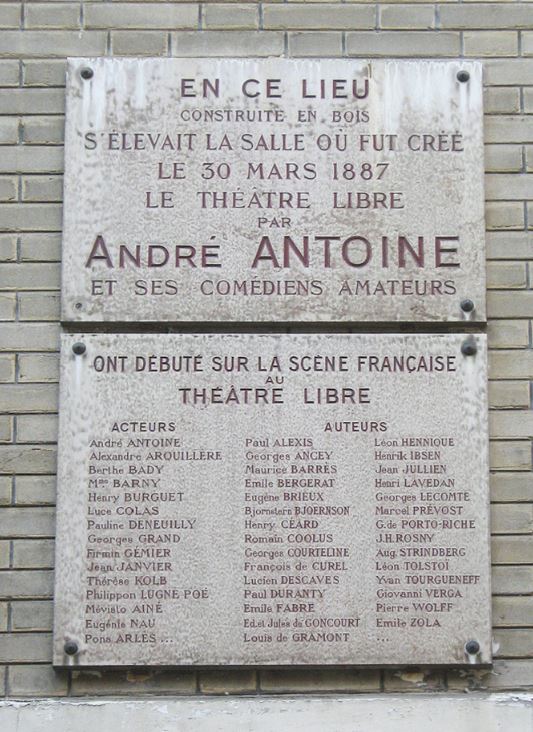 EN CE LIEU
CONSTRUITE EN BOIS
S'ÉLEVAIT LA SALLE OÙ FUT CRÉÉ
LE 30 MARS 1887
LE THÉÂTRE LIBRE
PAR
ANDRÉ ANTOINE
ET SES COMÉDIENS AMATEURS
ONT DÉBUTÉ SUR LA SCÈNE FRANÇAISE
AU
THÉÂTRE LIBRE
ACTEURS
André ANTOINE
Alexandre ARQUILLÈRE
Berthe BADY
Mme BARNY
Henry BURGUET
Luce COLAS
Pauline DENEUILLY
Georges GRAND
Firmin GÉMIER
Jean JANVIER
Thérèse KOLB
Philippon LUGNE POË
Mévisto AINÉ
Eugénie NAU
Pons ARLES ...
AUTEURS
Paul ALEXIS
Georges ANCEY
Maurice BARRÈS
Emile BERGERAT
Eugène BRIEUX
Bjornstern BJOERNSON
Henry CÉARD
Romain COOLUS
Georges COURTELINE
François de CUREL
Lucien DESCAVES
Paul DURANTY
Emile FABRE
Ed. et Jules de GONCOURT
Louis de GRAMONT
Léon HENNIQUE
Henrik IBSEN
Jean JULLIEN
Henri LAVEDAN
Georges LECOMTE
Marcel PRÉVOST
G. de PORTO-RICHE
J.H. ROSNY
Aug. STRINDBERG
Léon TOLSTOÏ
Yvan TOURGUENEFF
Giovanni VERGA
Pierre WOLFF
Emile ZOLA
...